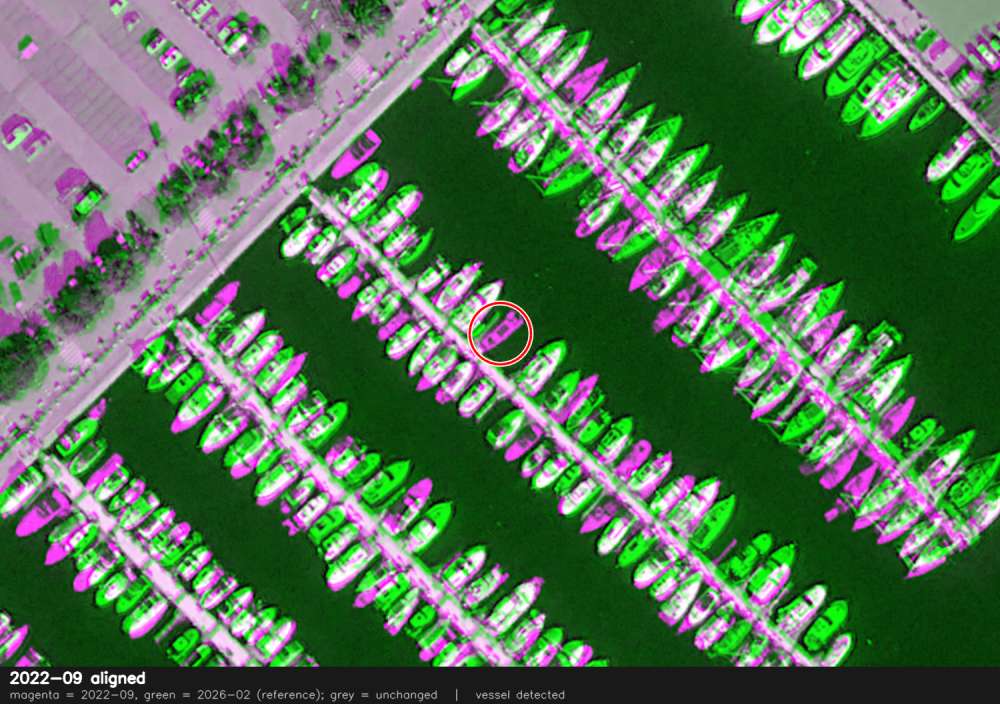 2022-09 aligned
magenta = 2022-09, green = 2026-02 (reference); grey = unchanged | vessel detected